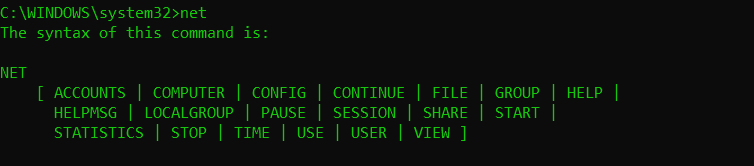 C:\WINDOWS\system32>net
The syntax of this command is:
NET
[ ACCOUNTS | COMPUTER | CONFIG | CONTINUE | FILE | GROUP | HELP |
HELPMSG | LOCALGROUP | PAUSE | SESSION | SHARE | START |
STATISTICS | STOP | TIME | USE | USER | VIEW ]